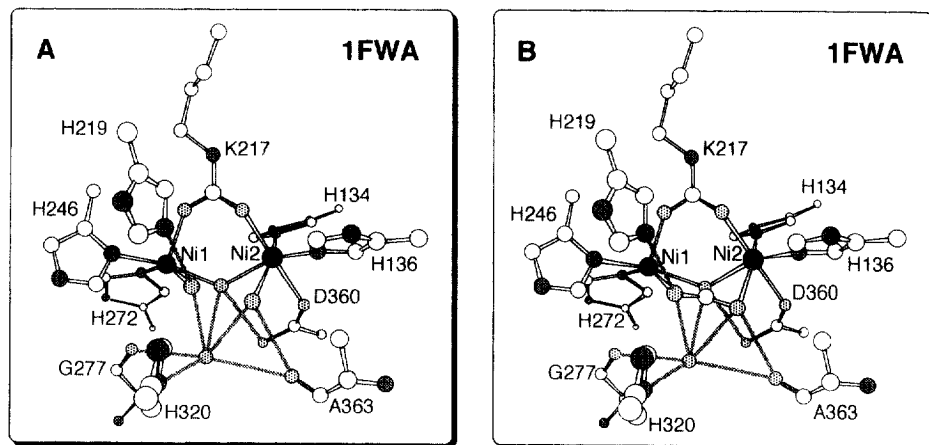 A 1FWA
H219
K217
H134
H246
Ni1
Ni2
H136
D360
H272
G277
H320
A363
B 1FWA
H219
K217
H134
H246
Ni1
Ni2
H136
D360
H272
G277
H320
A363